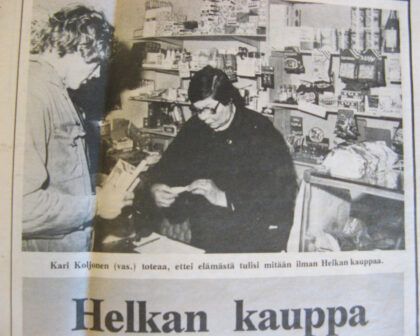 Kari Koljonen (vas.) toteaa, ettei elämästä tulisi mitään ilman Helkan kauppaa.
Helkan kauppa